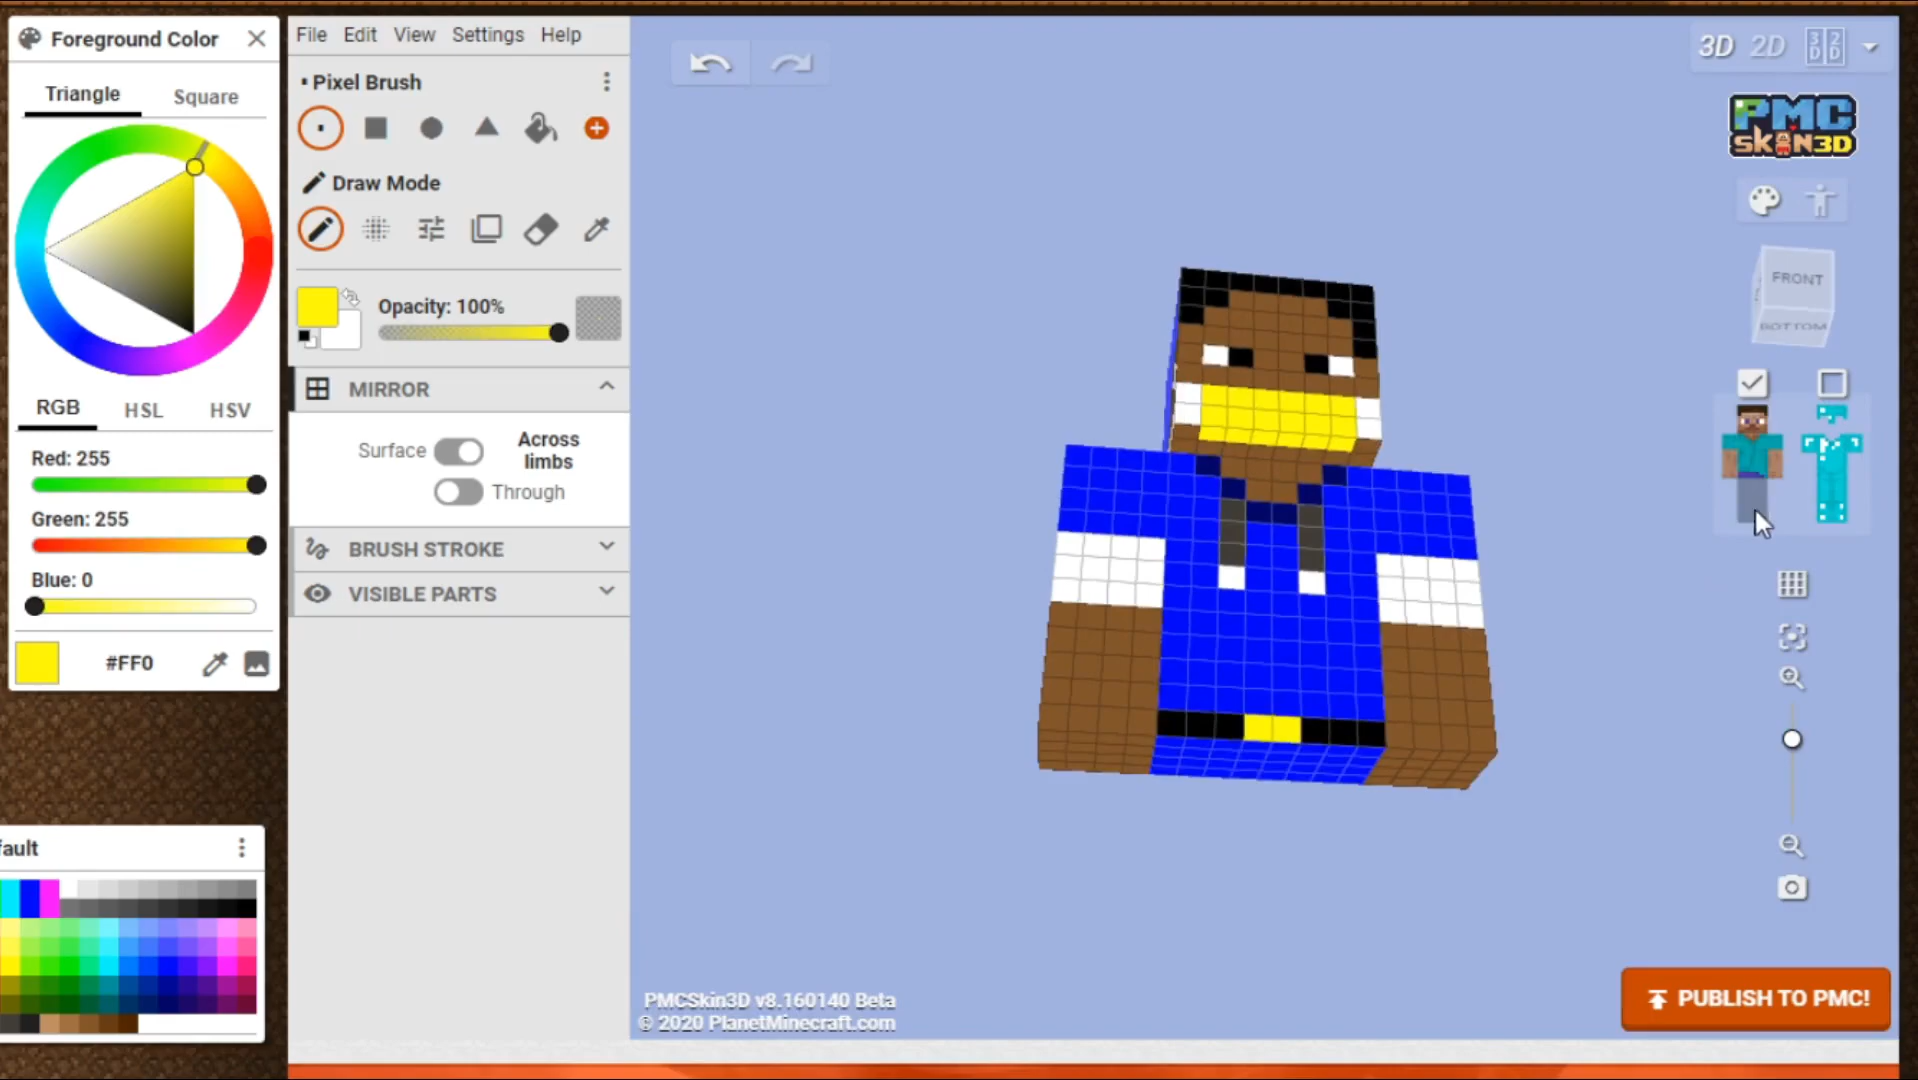 Foreground Color
Triangle
Square
RGB
HSL
HSV
Red: 255
Green: 255
Blue: 0
#FF0
fault
File
Edit
View
Settings
Help
Pixel Brush
Draw Mode
Opacity: 100%
MIRROR
Surface
Across
limbs
Through
BRUSH STROKE
VISIBLE PARTS
3D
2D
3D
2D
PMC
SKIN3D
FRONT
BOTTOM
PMCSkin3D v8.160140 Beta
© 2020 PlanetMinecraft.com
PUBLISH TO PMC!